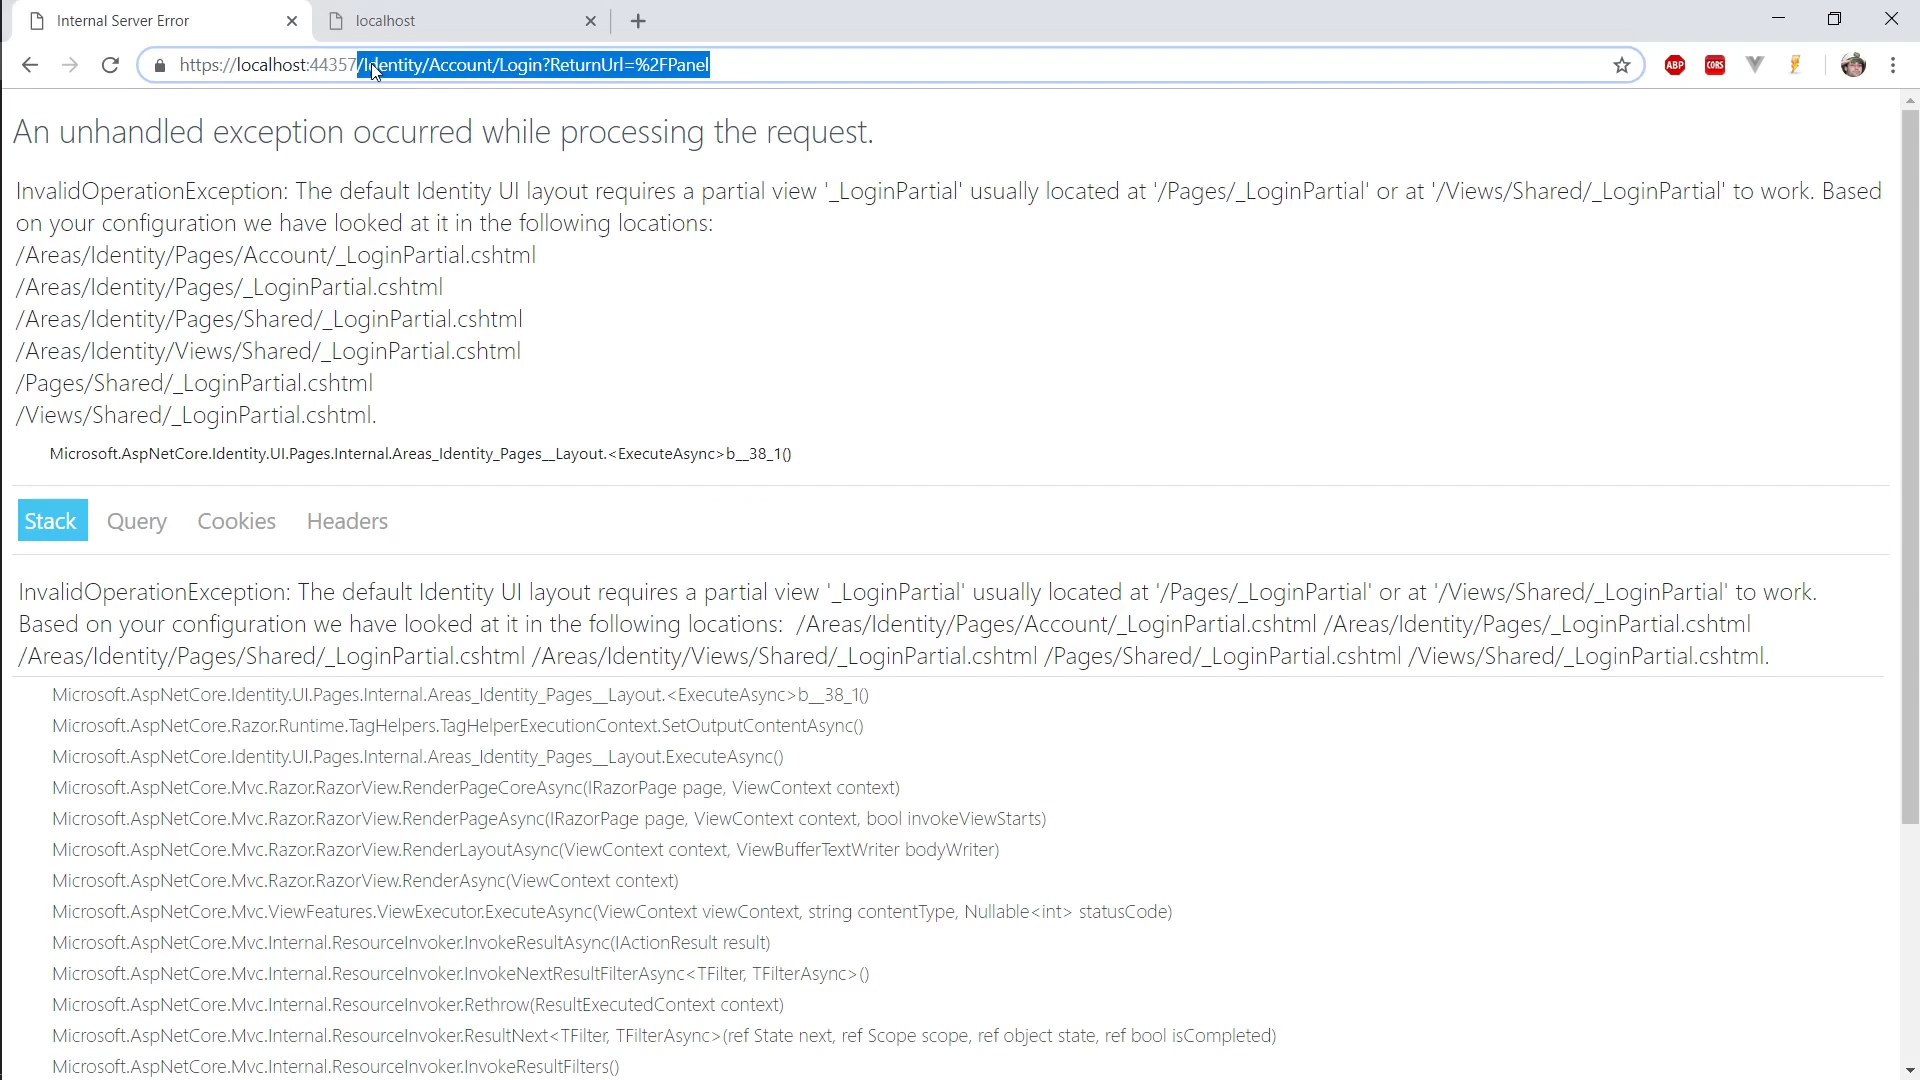 Internal Server Error
localhost
https://localhost:44357/Identity/Account/Login?ReturnUrl=%2FPanel
ABP
CORS
An unhandled exception occurred while processing the request.
InvalidOperationException: The default Identity UI layout requires a partial view '_LoginPartial' usually located at '/Pages/_LoginPartial' or at '/Views/Shared/_LoginPartial' to work. Based
on your configuration we have looked at it in the following locations:
/Areas/Identity/Pages/Account/_LoginPartial.cshtml
/Areas/Identity/Pages/_LoginPartial.cshtml
/Areas/Identity/Pages/Shared/_LoginPartial.cshtml
/Areas/Identity/Views/Shared/_LoginPartial.cshtml
/Pages/Shared/_LoginPartial.cshtml
/Views/Shared/_LoginPartial.cshtml.
Microsoft.AspNetCore.Identity.UI.Pages.Internal.Areas_Identity_Pages__Layout.<ExecuteAsync>b__38_1()
Stack Query Cookies Headers
InvalidOperationException: The default Identity UI layout requires a partial view '_LoginPartial' usually located at '/Pages/_LoginPartial' or at '/Views/Shared/_LoginPartial' to work.
Based on your configuration we have looked at it in the following locations: /Areas/Identity/Pages/Account/_LoginPartial.cshtml /Areas/Identity/Pages/_LoginPartial.cshtml
/Areas/Identity/Pages/Shared/_LoginPartial.cshtml /Areas/Identity/Views/Shared/_LoginPartial.cshtml /Pages/Shared/_LoginPartial.cshtml /Views/Shared/_LoginPartial.cshtml.
Microsoft.AspNetCore.Identity.UI.Pages.Internal.Areas_Identity_Pages__Layout.<ExecuteAsync>b__38_1()
Microsoft.AspNetCore.Razor.Runtime.TagHelpers.TagHelperExecutionContext.SetOutputContentAsync()
Microsoft.AspNetCore.Identity.UI.Pages.Internal.Areas_Identity_Pages__Layout.ExecuteAsync()
Microsoft.AspNetCore.Mvc.Razor.RazorView.RenderPageCoreAsync(IRazorPage page, ViewContext context)
Microsoft.AspNetCore.Mvc.Razor.RazorView.RenderPageAsync(IRazorPage page, ViewContext context, bool invokeViewStarts)
Microsoft.AspNetCore.Mvc.Razor.RazorView.RenderLayoutAsync(ViewContext context, ViewBufferTextWriter bodyWriter)
Microsoft.AspNetCore.Mvc.Razor.RazorView.RenderAsync(ViewContext context)
Microsoft.AspNetCore.Mvc.ViewFeatures.ViewExecutor.ExecuteAsync(ViewContext viewContext, string contentType, Nullable<int> statusCode)
Microsoft.AspNetCore.Mvc.Internal.ResourceInvoker.InvokeResultAsync(IActionResult result)
Microsoft.AspNetCore.Mvc.Internal.ResourceInvoker.InvokeNextResultFilterAsync<TFilter, TFilterAsync>()
Microsoft.AspNetCore.Mvc.Internal.ResourceInvoker.Rethrow(ResultExecutedContext context)
Microsoft.AspNetCore.Mvc.Internal.ResourceInvoker.ResultNext<TFilter, TFilterAsync>(ref State next, ref Scope scope, ref object state, ref bool isCompleted)
Microsoft.AspNetCore.Mvc.Internal.ResourceInvoker.InvokeResultFilters()